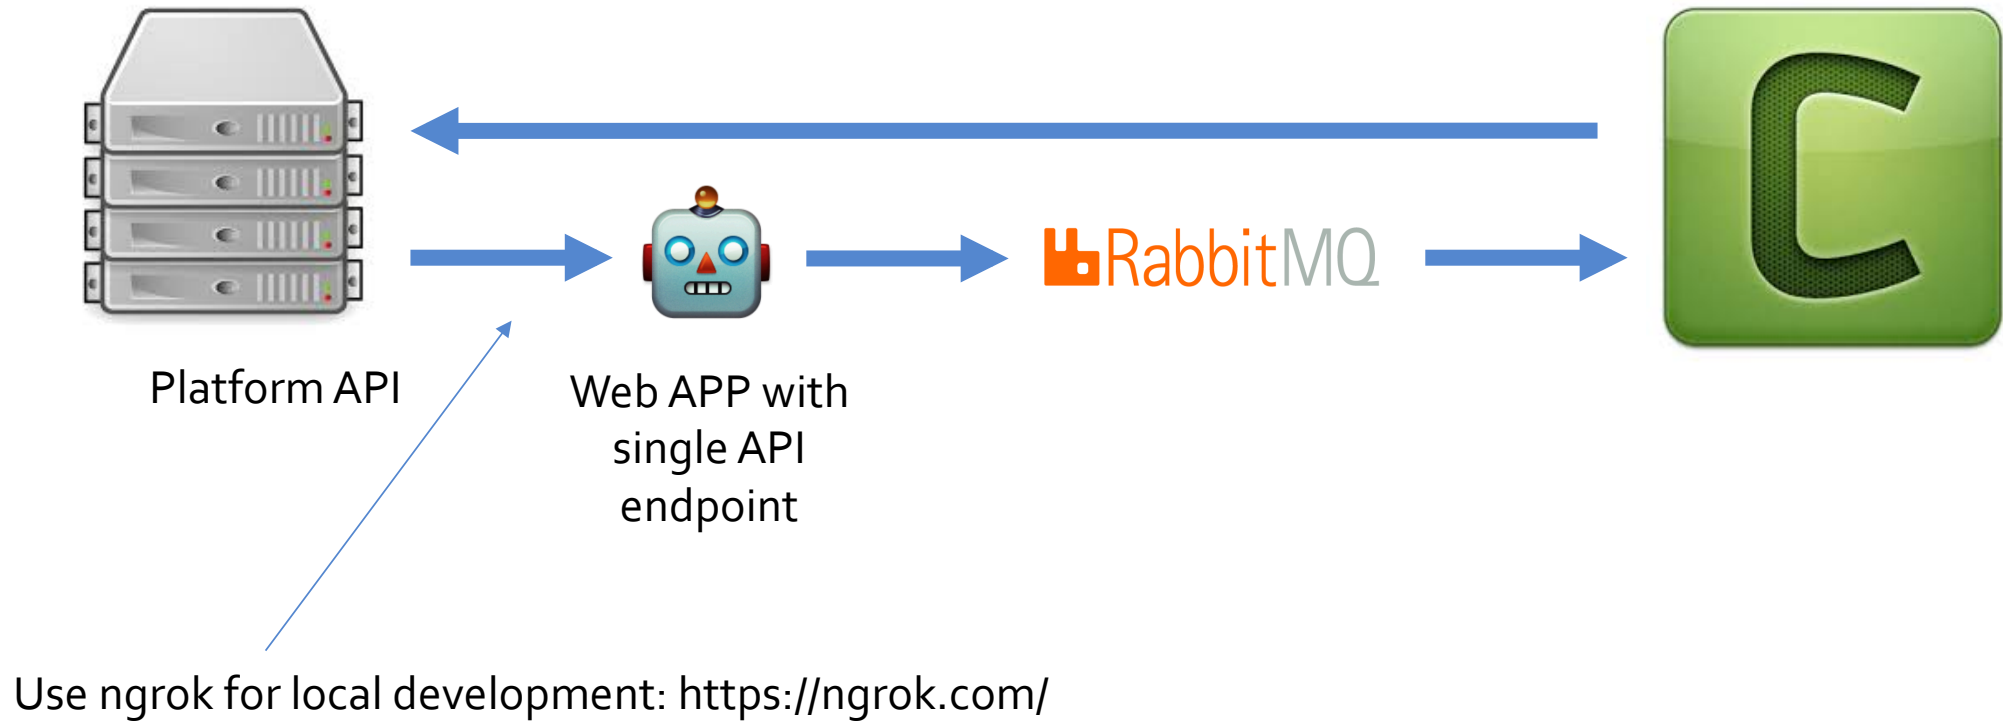 RabbitMQ
C
Platform API
Web APP with
single API
endpoint
Use ngrok for local development: https://ngrok.com/